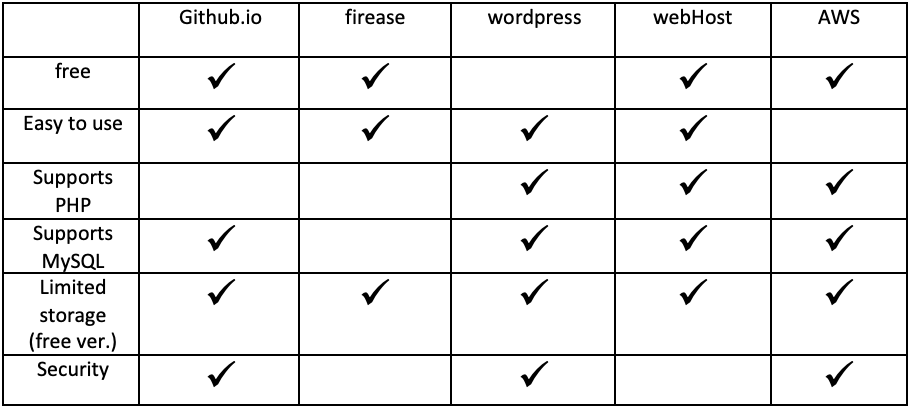 Github.io firease wordpress webHost AWS
free ✓ ✓ ✓ ✓
Easy to use ✓ ✓ ✓ ✓
Supports
PHP ✓ ✓ ✓
Supports
MySQL ✓ ✓ ✓ ✓
Limited
storage
(free ver.) ✓ ✓ ✓ ✓ ✓
Security ✓ ✓ ✓